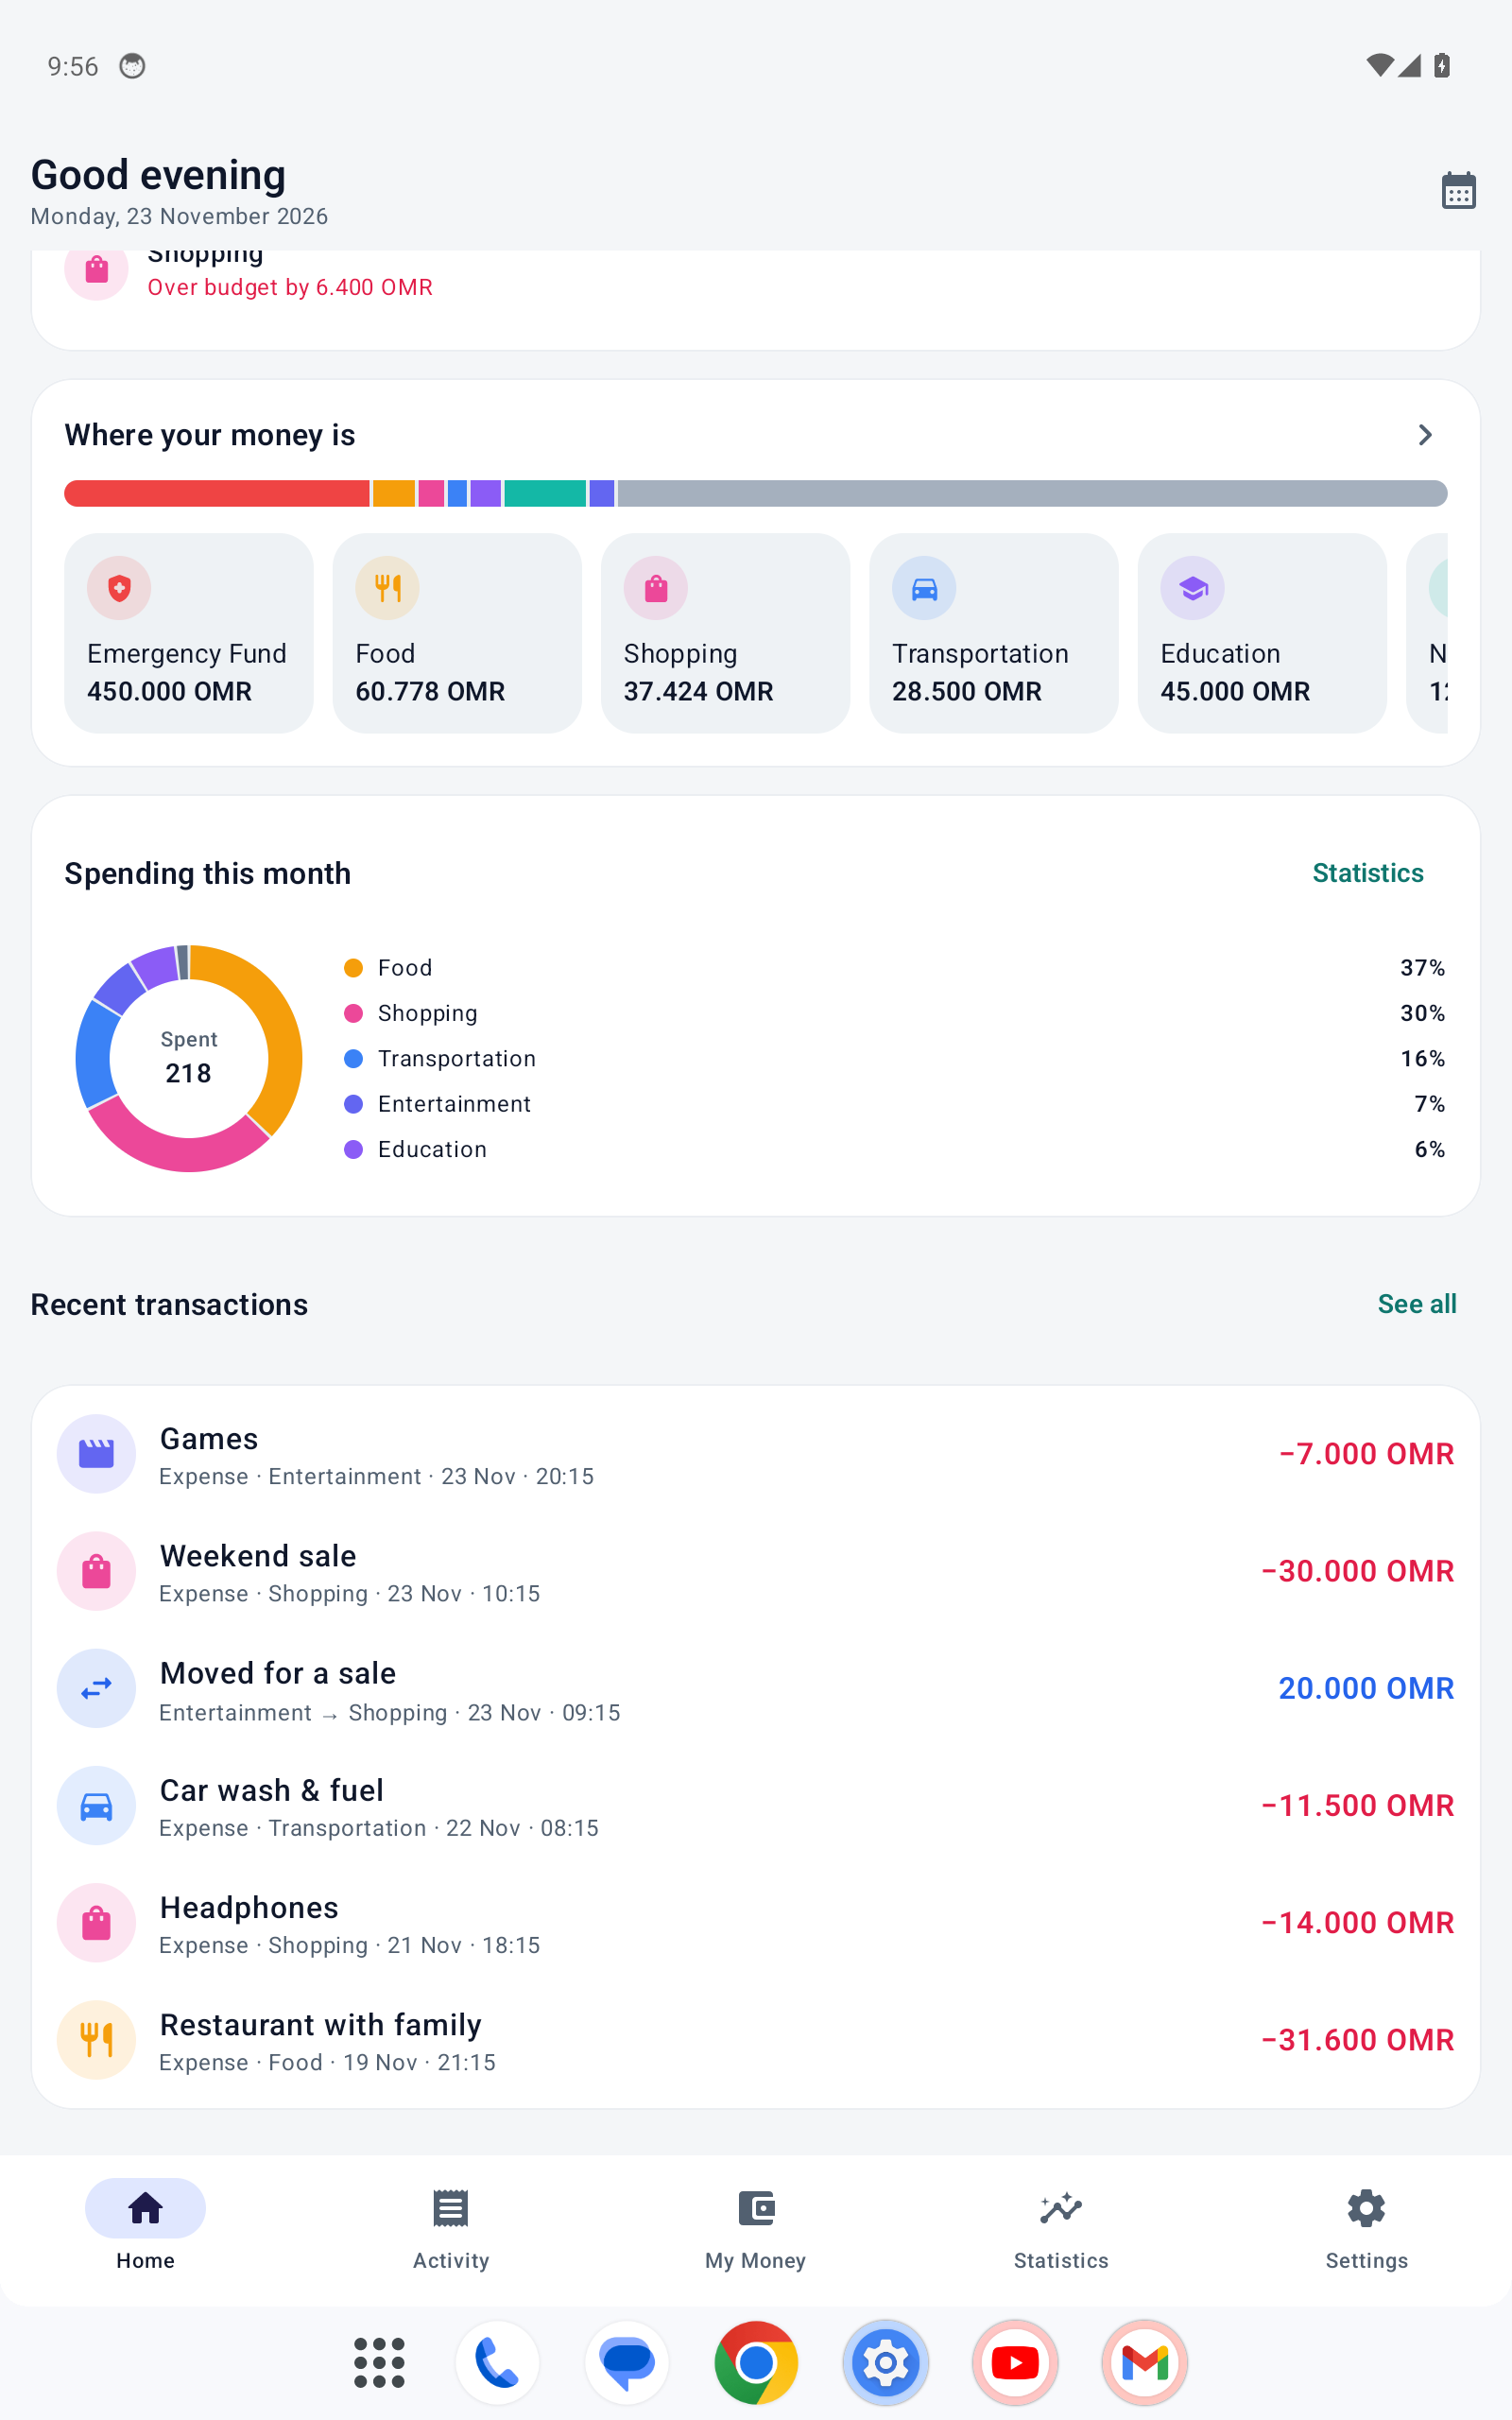 9:56
Good evening
Monday, 23 November 2026
Shopping
Over budget by 6.400 OMR
Where your money is
Emergency Fund
450.000 OMR
Food
60.778 OMR
Shopping
37.424 OMR
Transportation
28.500 OMR
Education
45.000 OMR
Spending this month
Statistics
Spent
218
Food 37%
Shopping 30%
Transportation 16%
Entertainment 7%
Education 6%
Recent transactions
See all
Games
Expense · Entertainment · 23 Nov · 20:15
−7.000 OMR
Weekend sale
Expense · Shopping · 23 Nov · 10:15
−30.000 OMR
Moved for a sale
Entertainment → Shopping · 23 Nov · 09:15
20.000 OMR
Car wash & fuel
Expense · Transportation · 22 Nov · 08:15
−11.500 OMR
Headphones
Expense · Shopping · 21 Nov · 18:15
−14.000 OMR
Restaurant with family
Expense · Food · 19 Nov · 21:15
−31.600 OMR
Home
Activity
My Money
Statistics
Settings